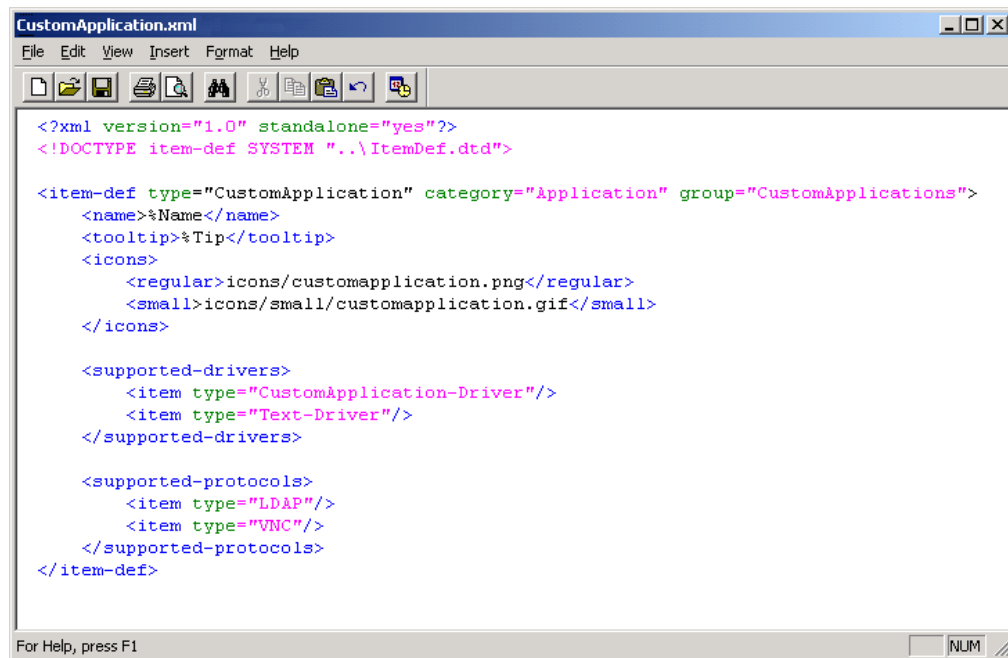 CustomApplication.xml
File Edit View Insert Format Help
<?xml version="1.0" standalone="yes"?>
<!DOCTYPE item-def SYSTEM "..\ItemDef.dtd">
<item-def type="CustomApplication" category="Application" group="CustomApplications">
<name>%Name</name>
<tooltip>%Tip</tooltip>
<icons>
<regular>icons/customapplication.png</regular>
<small>icons/small/customapplication.gif</small>
</icons>
<supported-drivers>
<item type="CustomApplication-Driver"/>
<item type="Text-Driver"/>
</supported-drivers>
<supported-protocols>
<item type="LDAP"/>
<item type="VNC"/>
</supported-protocols>
</item-def>
For Help, press F1
NUM